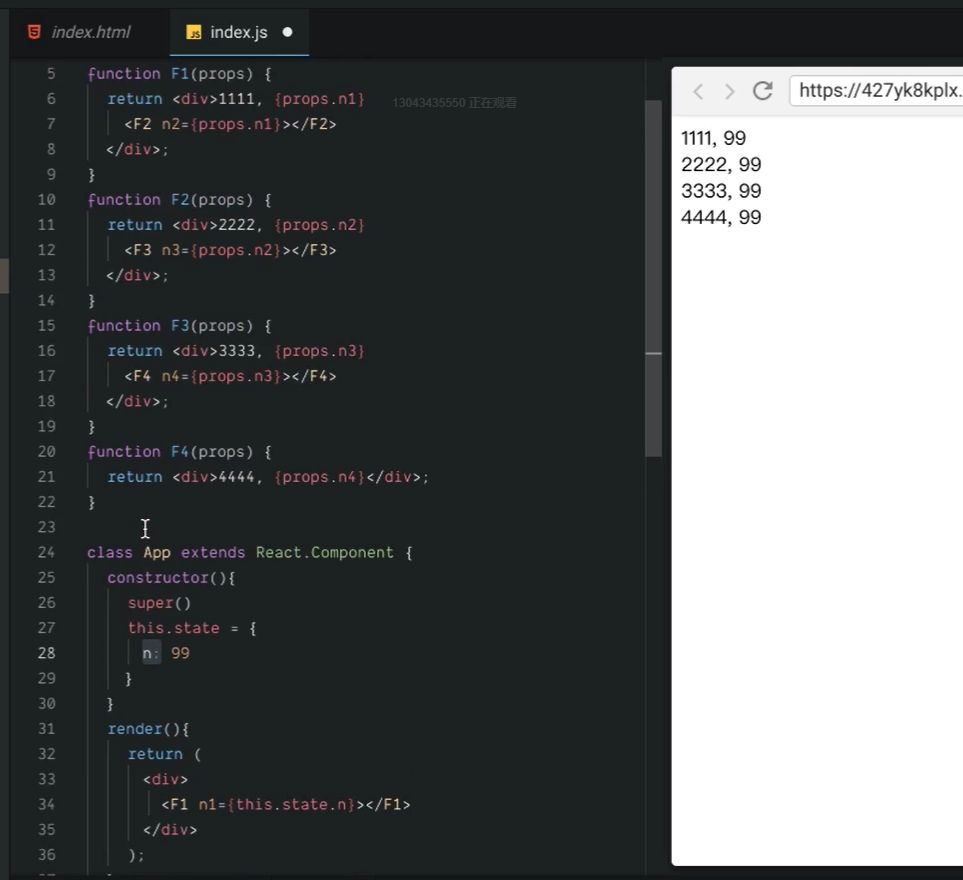 index.html
index.js
5 function F1(props) {
6 return <div>1111, {props.n1}
13043435550 正在观看
7 <F2 n2={props.n1}></F2>
8 </div>;
9 }
10 function F2(props) {
11 return <div>2222, {props.n2}
12 <F3 n3={props.n2}></F3>
13 </div>;
14 }
15 function F3(props) {
16 return <div>3333, {props.n3}
17 <F4 n4={props.n3}></F4>
18 </div>;
19 }
20 function F4(props) {
21 return <div>4444, {props.n4}</div>;
22 }
23
24 class App extends React.Component {
25 constructor(){
26 super()
27 this.state = {
28 n: 99
29 }
30 }
31 render(){
32 return (
33 <div>
34 <F1 n1={this.state.n}></F1>
35 </div>
36 );
https://427yk8kplx.
1111, 99
2222, 99
3333, 99
4444, 99